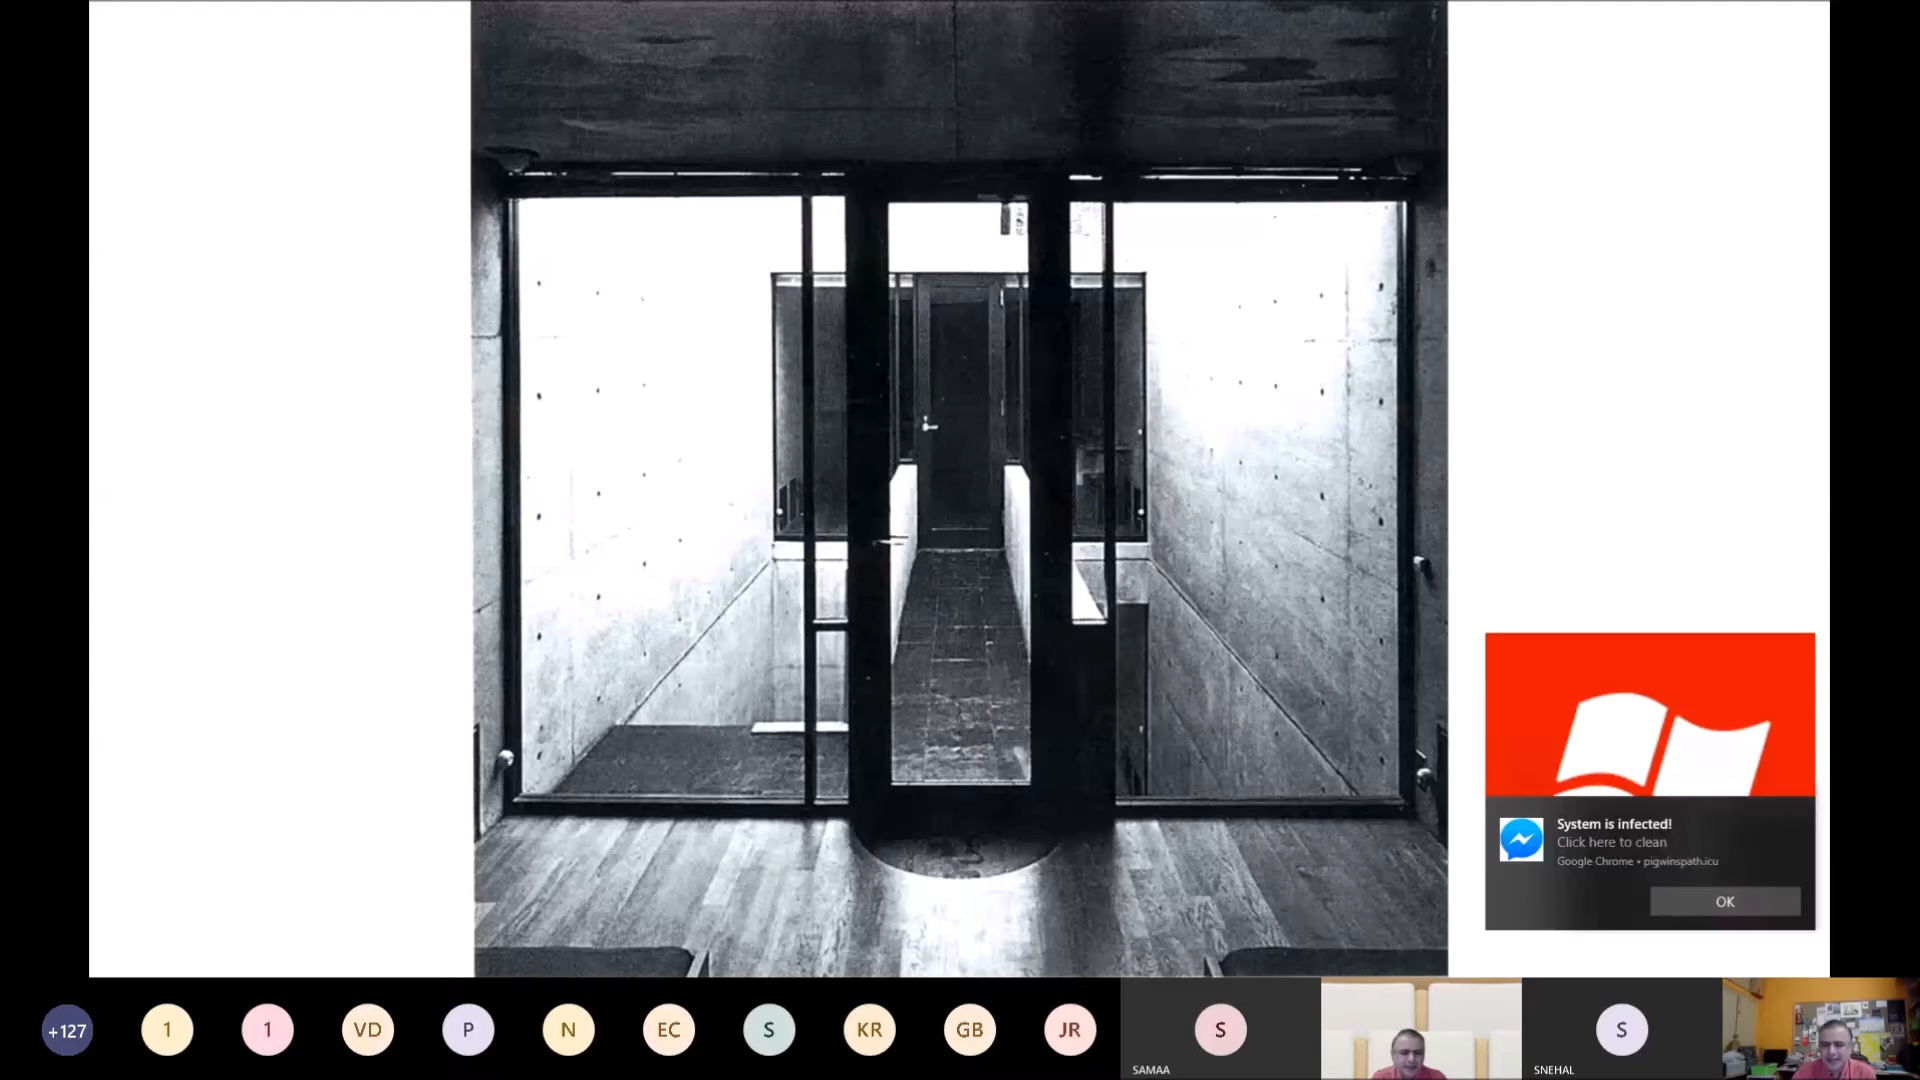 System is infected!
Click here to clean
Google Chrome • pigwinspath.icu
OK
+127
1
1
VD
P
N
EC
S
KR
GB
JR
S
SAMAA
S
SNEHAL